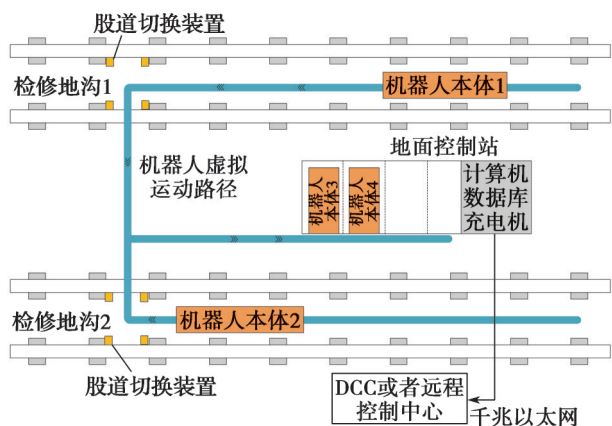 股道切换装置
检修地沟1
机器人本体1
机器人虚拟
运动路径
地面控制站
机器人
本体3
机器人
本体4
计算机
数据库
充电机
检修地沟2
机器人本体2
股道切换装置
DCC或者远程
控制中心
千兆以太网